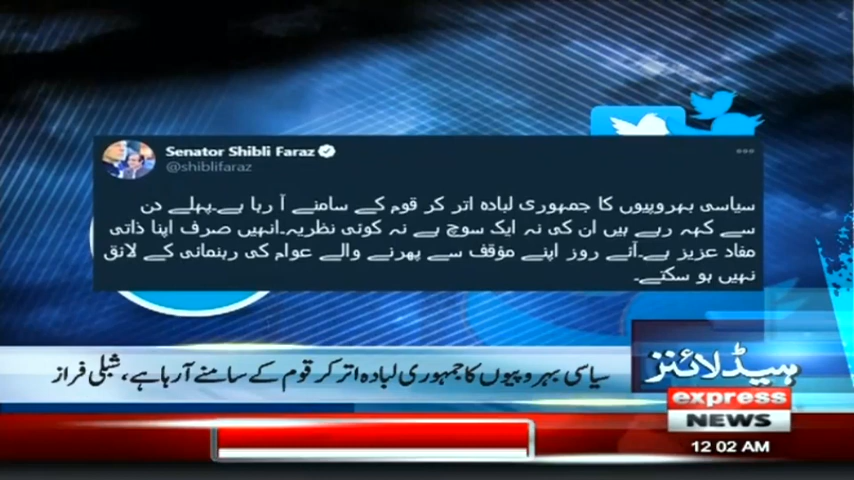 Senator Shibli Faraz
@shiblifaraz
سیاسی بہروپیوں کا جمہوری لبادہ اتر کر قوم کے سامنے آ رہا ہے۔پہلے دن
سے کہہ رہے ہیں ان کی نہ ایک سوچ ہے نہ کوئی نظریہ۔انہیں صرف اپنا ذاتی
مفاد عزیز ہے۔آئے روز اپنے مؤقف سے پھرنے والے عوام کی رہنمائی کے لائق
نہیں ہو سکتے۔
سیاسی بہروپیوں کا جمہوری لبادہ اتر کر قوم کے سامنے آرہا ہے، شبلی فراز
ہیڈلائنز
express
NEWS
12:02 AM